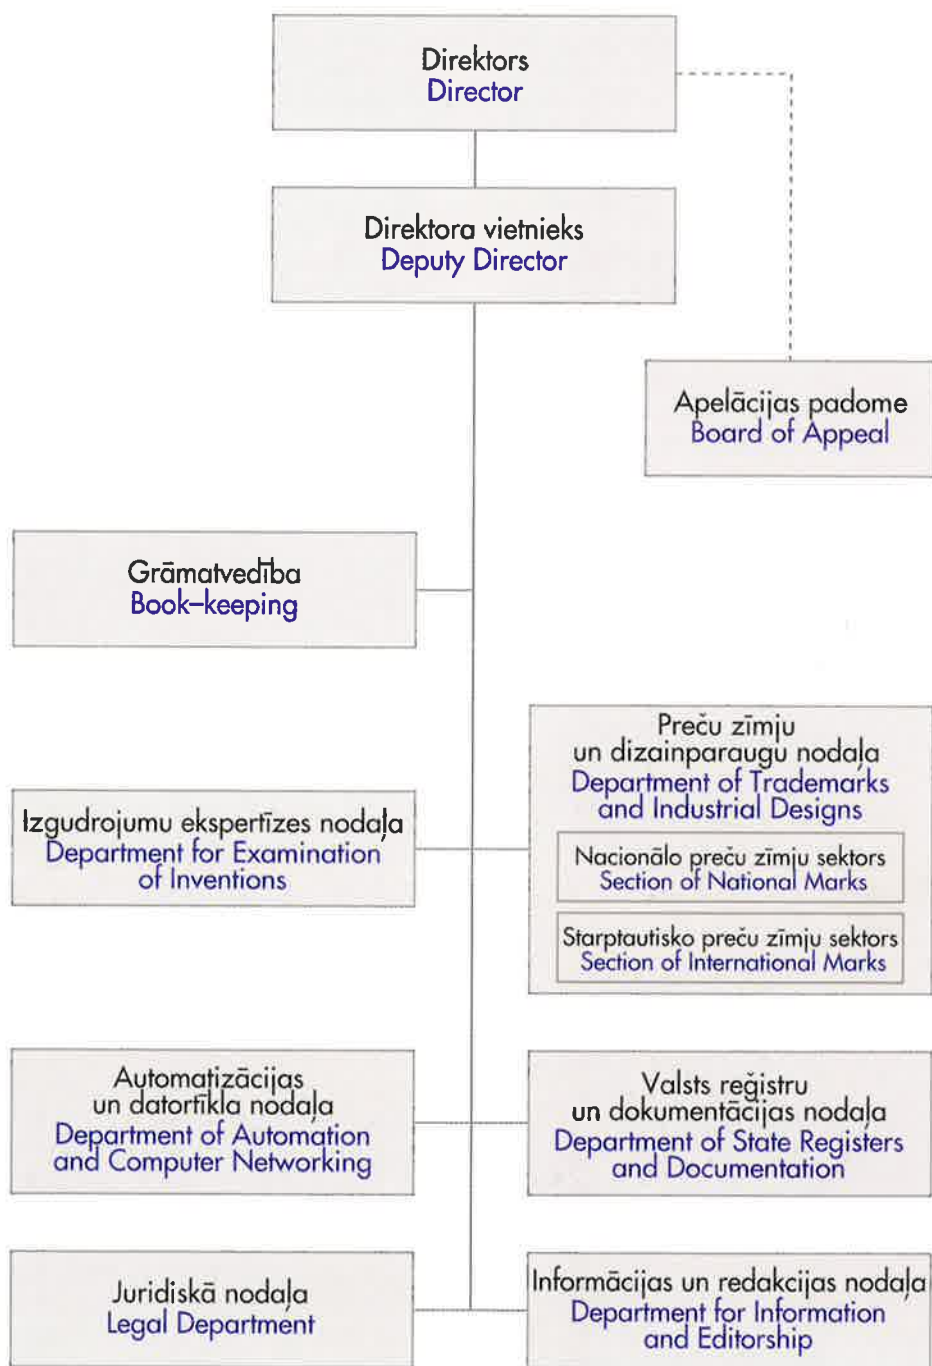 Direktors
Director
Direktora vietnieks
Deputy Director
Apelācijas padome
Board of Appeal
Grāmatvedība
Book–keeping
Preču zīmju
un dizainparaugu nodaļa
Department of Trademarks
and Industrial Designs
Nacionālo preču zīmju sektors
Section of National Marks
Starptautisko preču zīmju sektors
Section of International Marks
Izgudrojumu ekspertīzes nodaļa
Department for Examination
of Inventions
Automatizācijas
un datortīkla nodaļa
Department of Automation
and Computer Networking
Valsts reģistru
un dokumentācijas nodaļa
Department of State Registers
and Documentation
Juridiskā nodaļa
Legal Department
Informācijas un redakcijas nodaļa
Department for Information
and Editorship